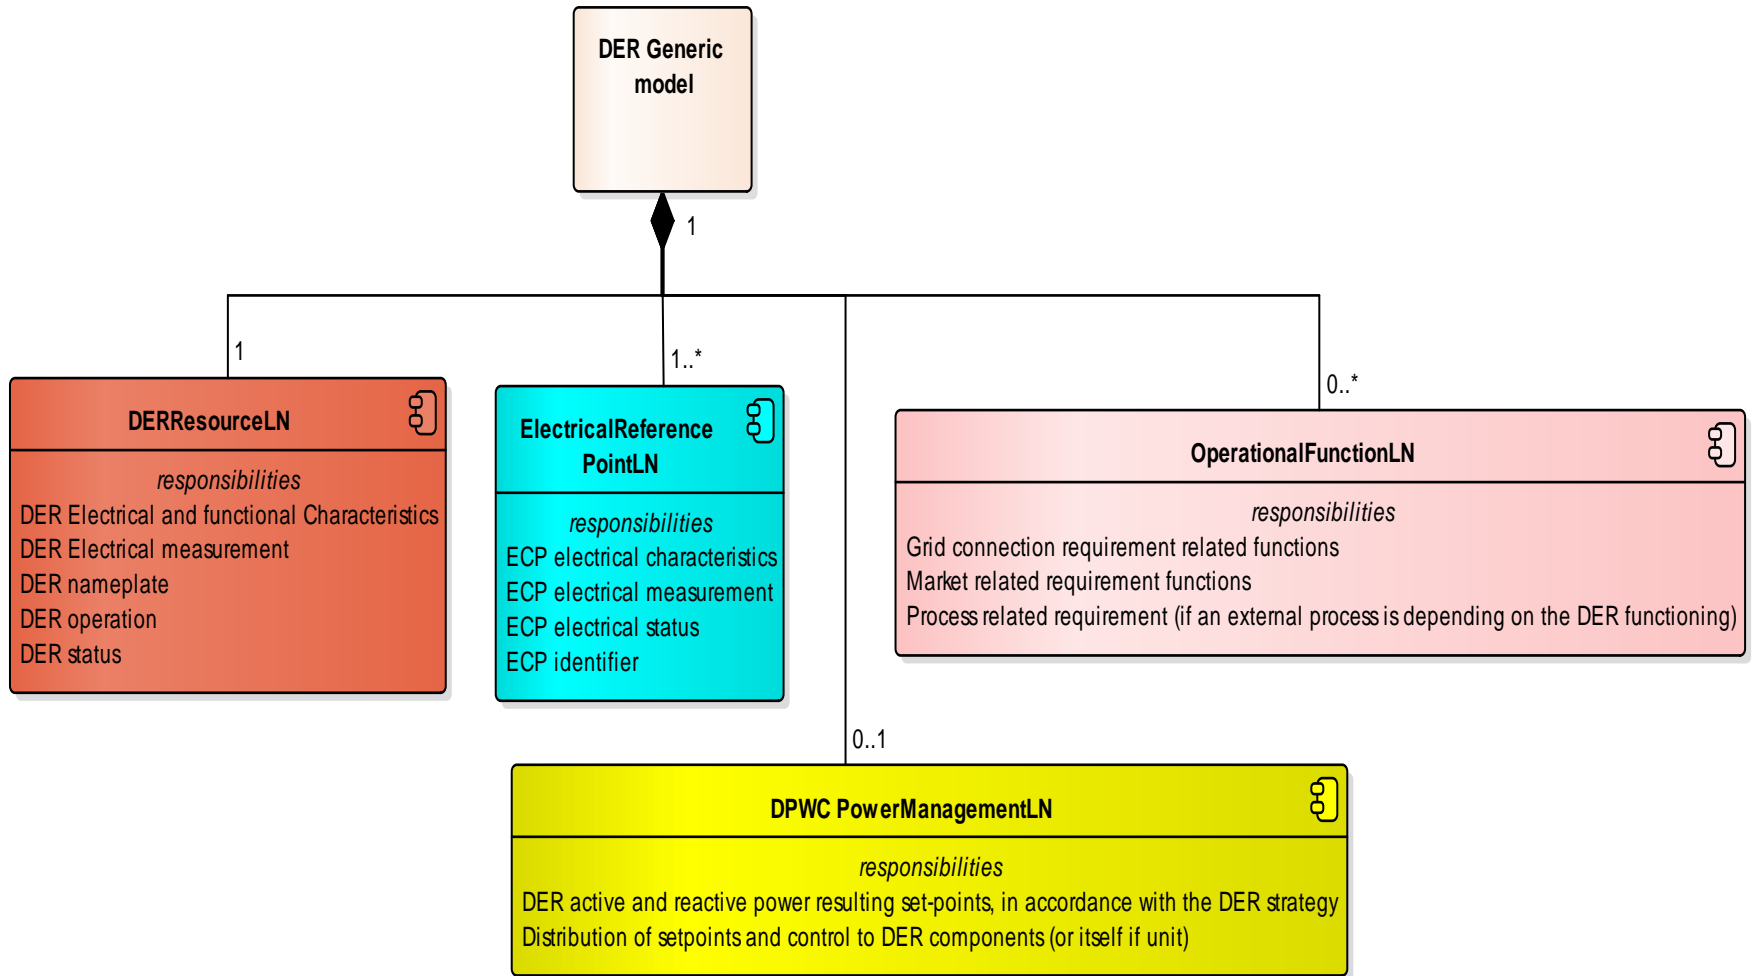 DER Generic
model
1
1
1..*
0..*
DERResourceLN
responsibilities
DER Electrical and functional Characteristics
DER Electrical measurement
DER nameplate
DER operation
DER status
ElectricalReference
PointLN
responsibilities
ECP electrical characteristics
ECP electrical measurement
ECP electrical status
ECP identifier
OperationalFunctionLN
responsibilities
Grid connection requirement related functions
Market related requirement functions
Process related requirement (if an external process is depending on the DER functioning)
0..1
DPWC PowerManagementLN
responsibilities
DER active and reactive power resulting set-points, in accordance with the DER strategy
Distribution of setpoints and control to DER components (or itself if unit)